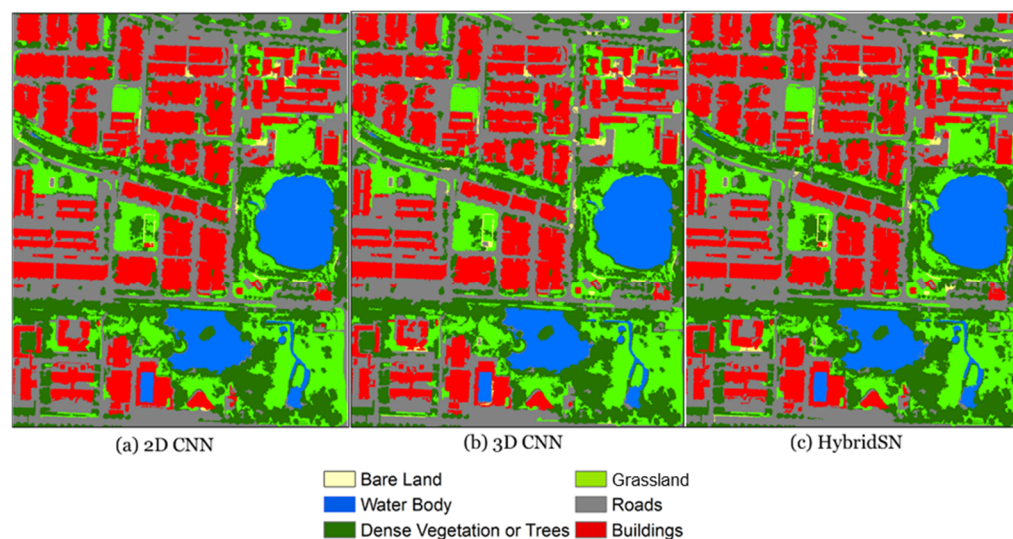 (a) 2D CNN
(b) 3D CNN
(c) HybridSN
Bare Land
Grassland
Water Body
Roads
Dense Vegetation or Trees
Buildings